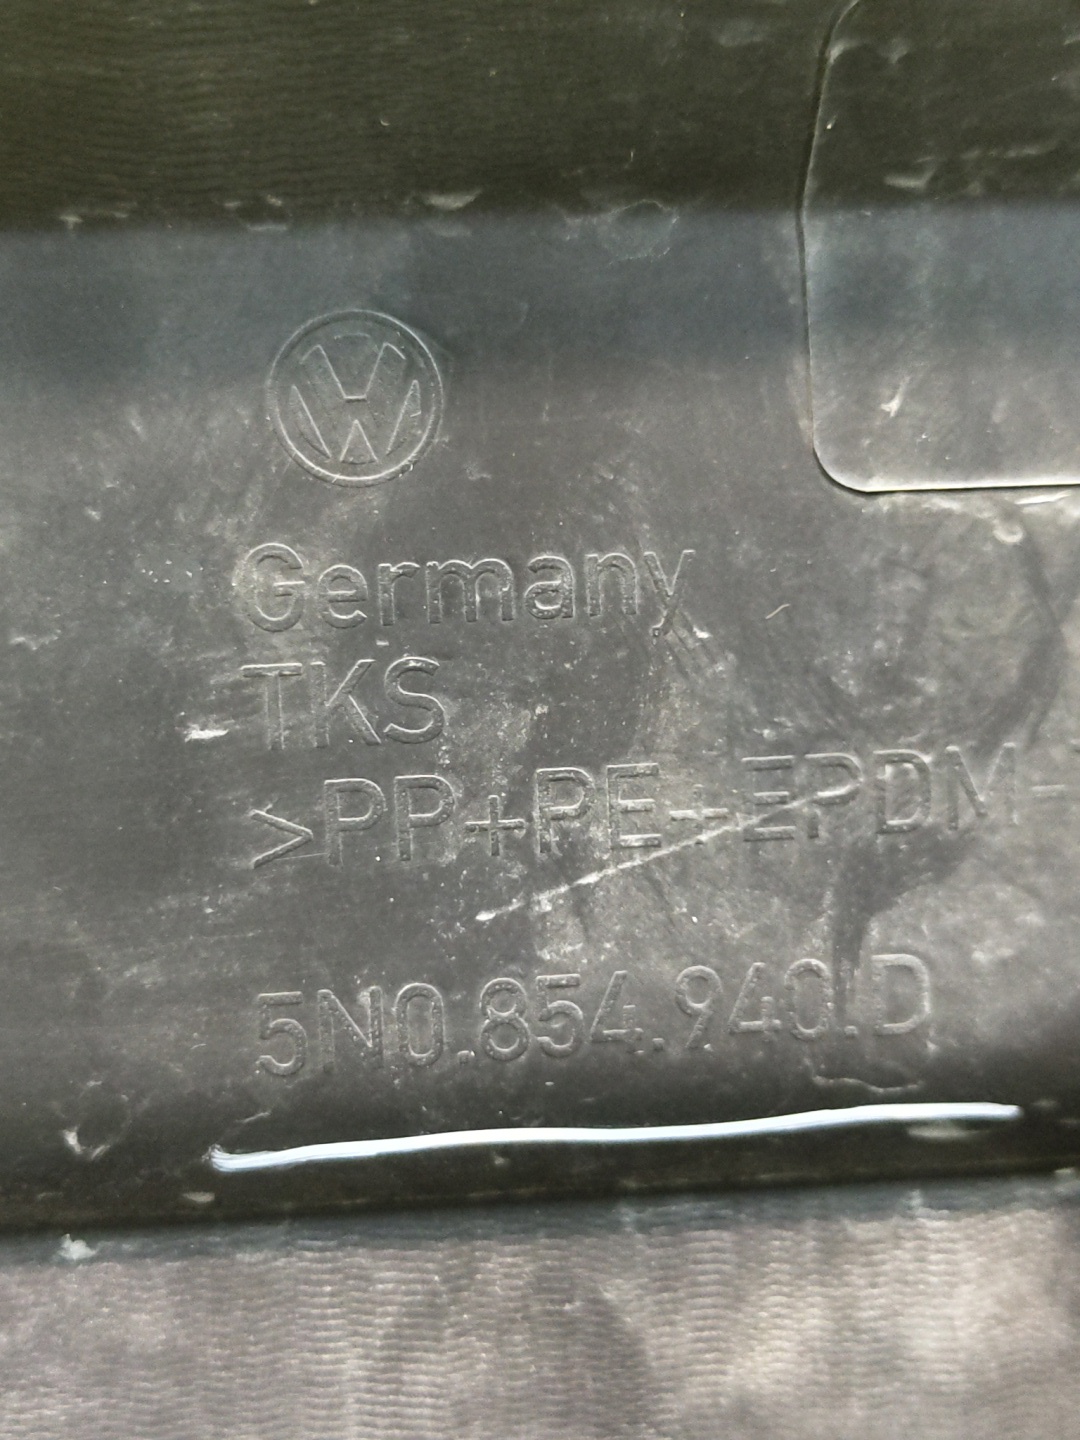 Germany
TKS
>PP+PE+EPDM-
5N0.854.940.D